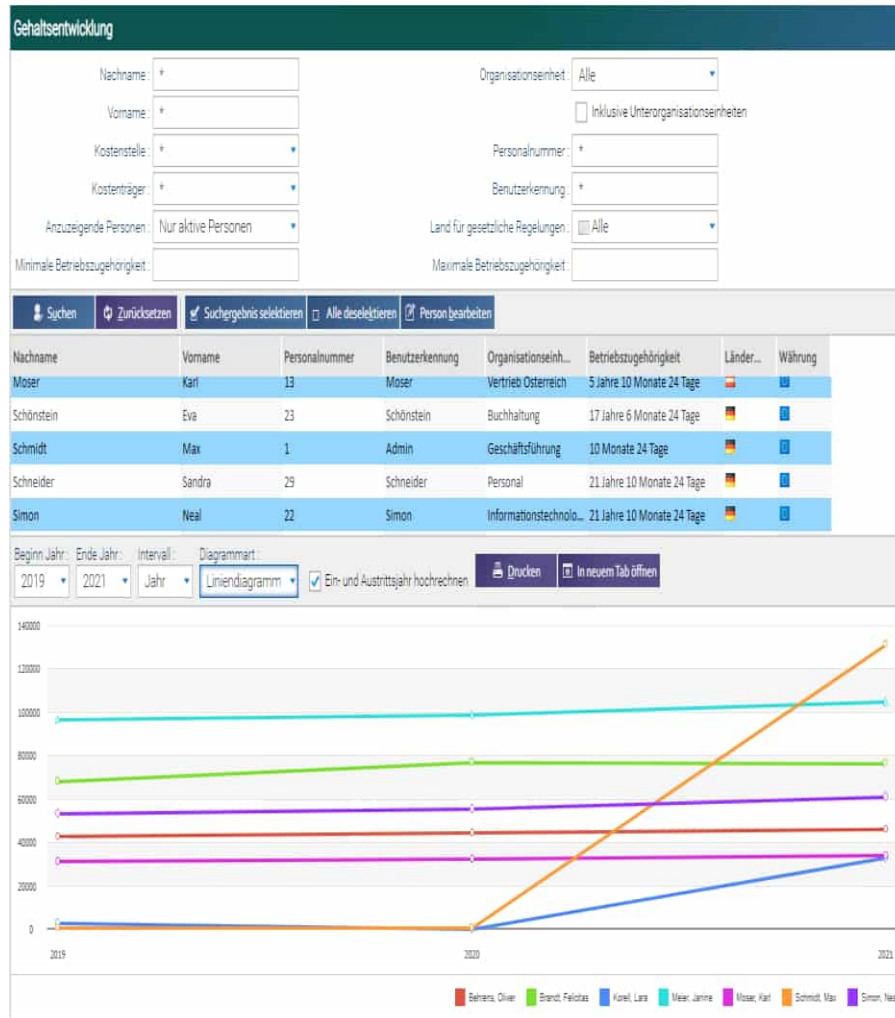 Gehaltsentwicklung
Nachname : * Organisationseinheit : Alle
Vorname : * Inklusive Unterorganisationseinheiten
Kostenstelle : * Personalnummer : *
Kostenträger : * Benutzerkennung : *
Anzuzeigende Personen : Nur aktive Personen Land für gesetzliche Regelungen : Alle
Minimale Betriebszugehörigkeit : Maximale Betriebszugehörigkeit :
Suchen Zurücksetzen Suchergebnis selektieren Alle deselektieren Person bearbeiten
Nachname Vorname Personalnummer Benutzerkennung Organisationseinh... Betriebszugehörigkeit Länder... Währung
Moser Karl 13 Moser Vertrieb Österreich 5 Jahre 10 Monate 24 Tage
Schönstein Eva 23 Schönstein Buchhaltung 17 Jahre 6 Monate 24 Tage
Schmidt Max 1 Admin Geschäftsführung 10 Monate 24 Tage
Schneider Sandra 29 Schneider Personal 21 Jahre 10 Monate 24 Tage
Simon Neal 22 Simon Informationstechnolo... 21 Jahre 10 Monate 24 Tage
Beginn Jahr : Ende Jahr : Intervall : Diagrammart :
2019 2021 Jahr Liniendiagramm Ein- und Austrittsjahr hochrechnen Drucken In neuem Tab öffnen
140000
120000
100000
80000
60000
40000
20000
0
2019 2020 2021
Behrens, Oliver Brandt, Felicitas Korell, Lara Meier, Janine Moser, Karl Schmidt, Max Simon, Nea